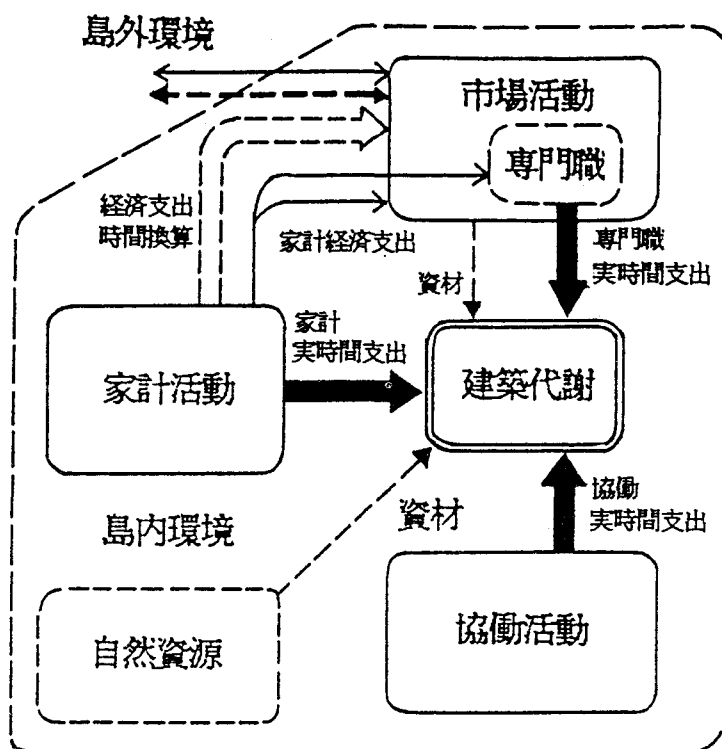 島外環境
市場活動
専門職
経済支出
時間換算
家計経済支出
専門職
実時間支出
資材
家計
実時間支出
家計活動
建築代謝
島内環境
資材
協働
実時間支出
自然資源
協働活動